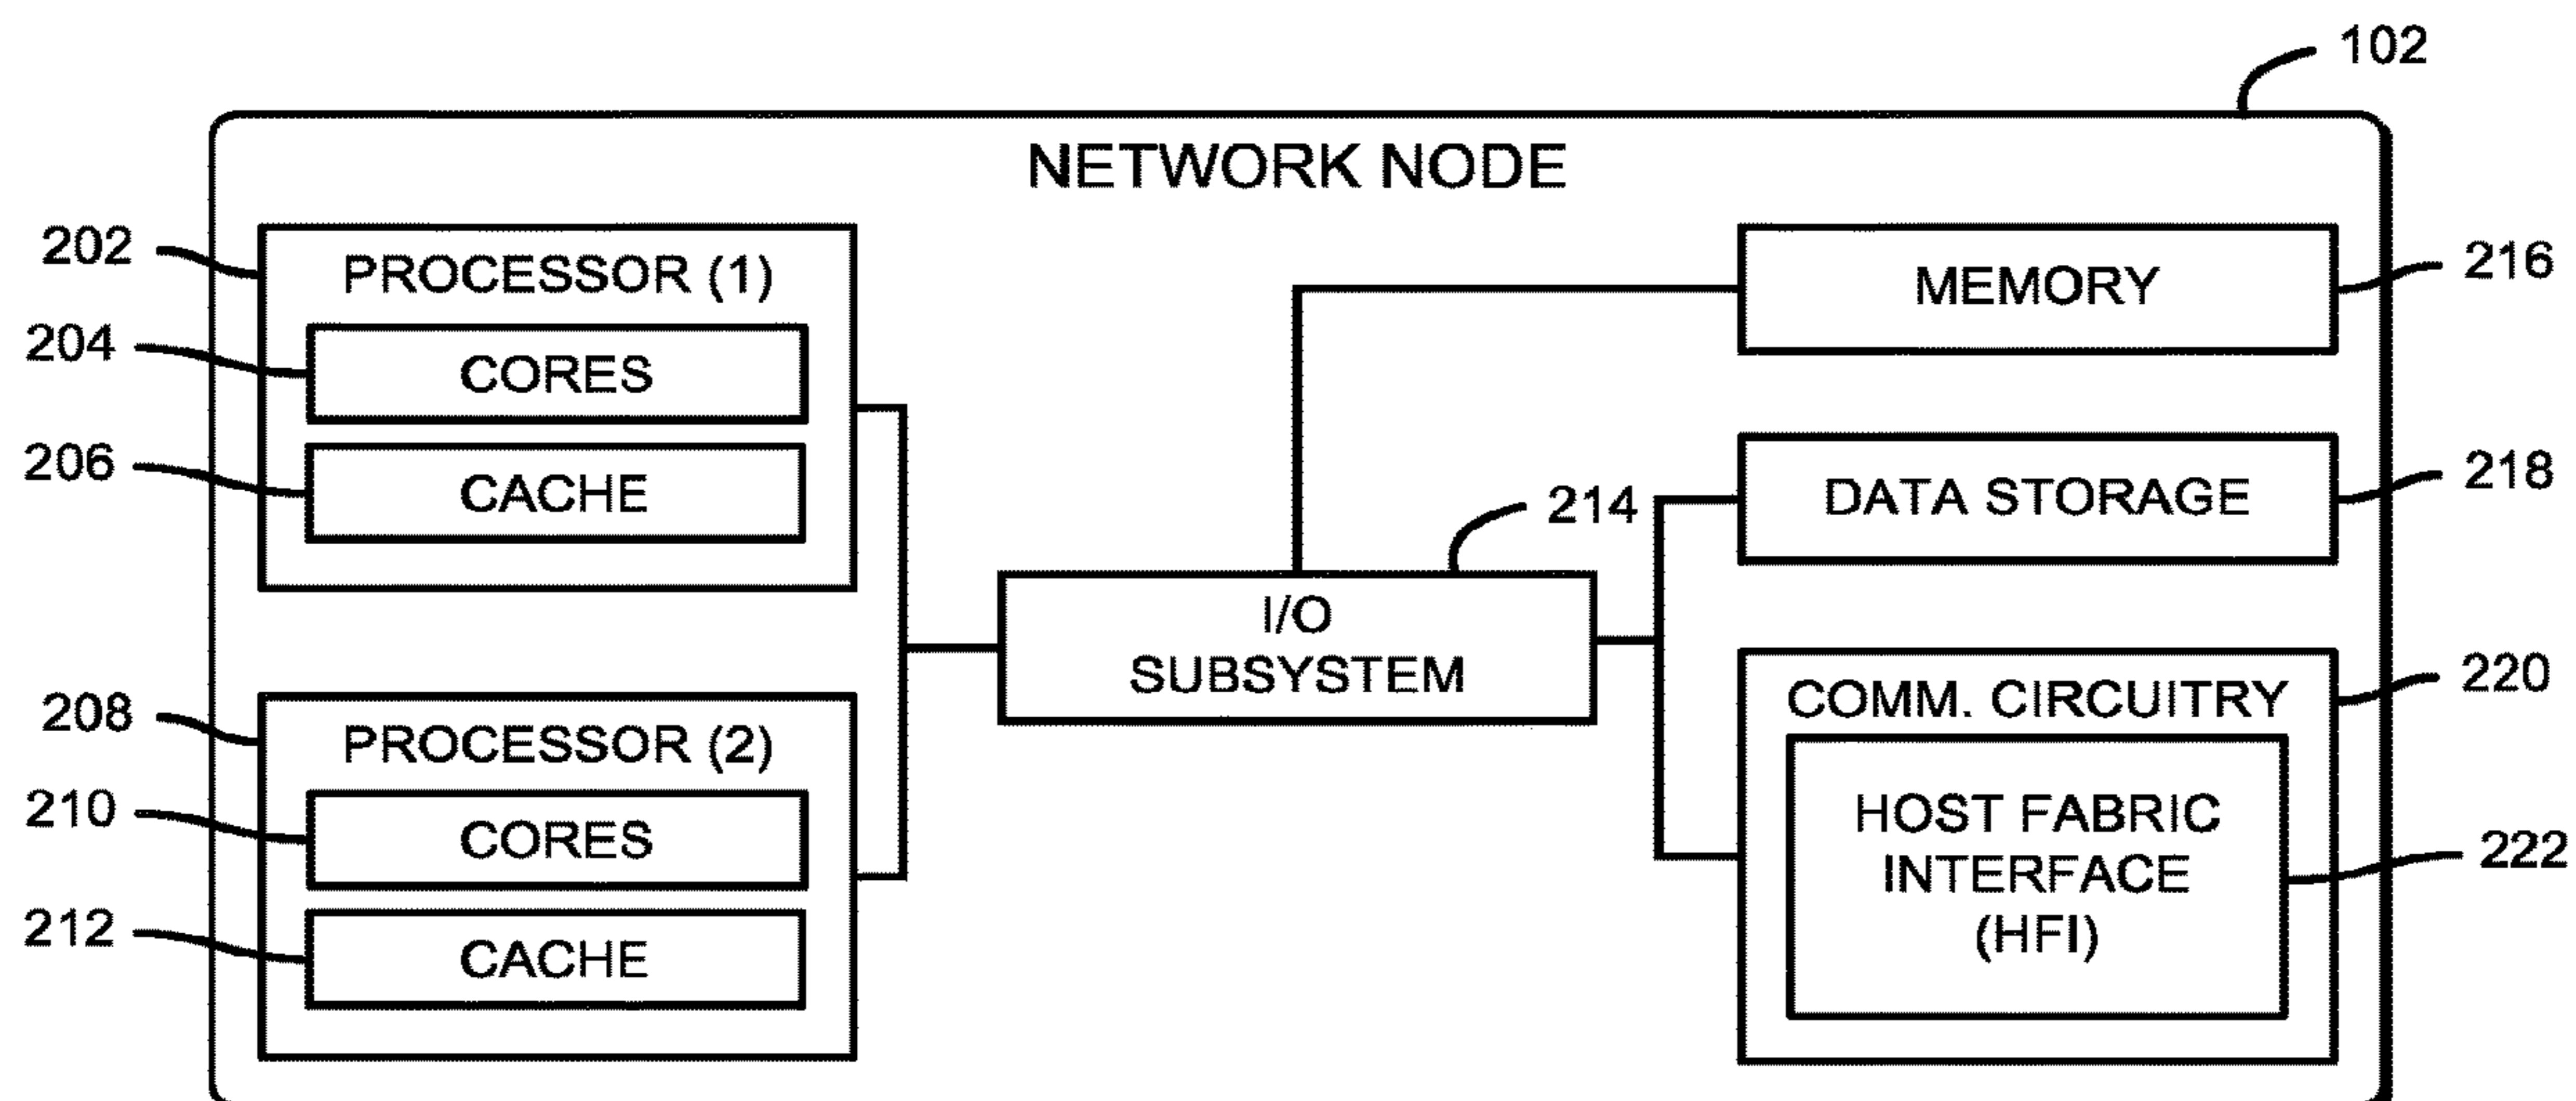 102
NETWORK NODE
202
PROCESSOR (1)
204
CORES
206
CACHE
208
PROCESSOR (2)
210
CORES
212
CACHE
214
I/O
SUBSYSTEM
MEMORY
216
DATA STORAGE
218
COMM. CIRCUITRY
220
HOST FABRIC
INTERFACE
(HFI)
222